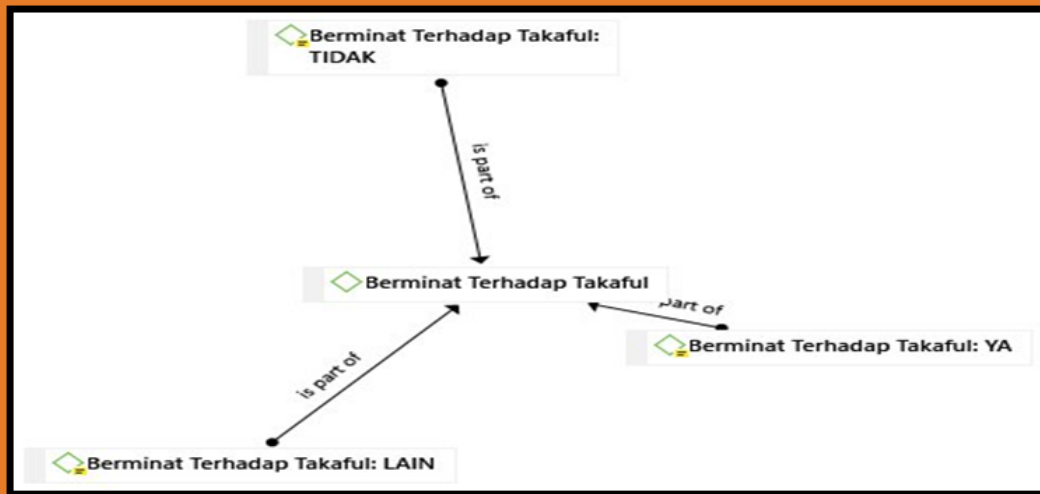 Berminat Terhadap Takaful:
TIDAK
is part of
Berminat Terhadap Takaful
part of
Berminat Terhadap Takaful: YA
is part of
Berminat Terhadap Takaful: LAIN